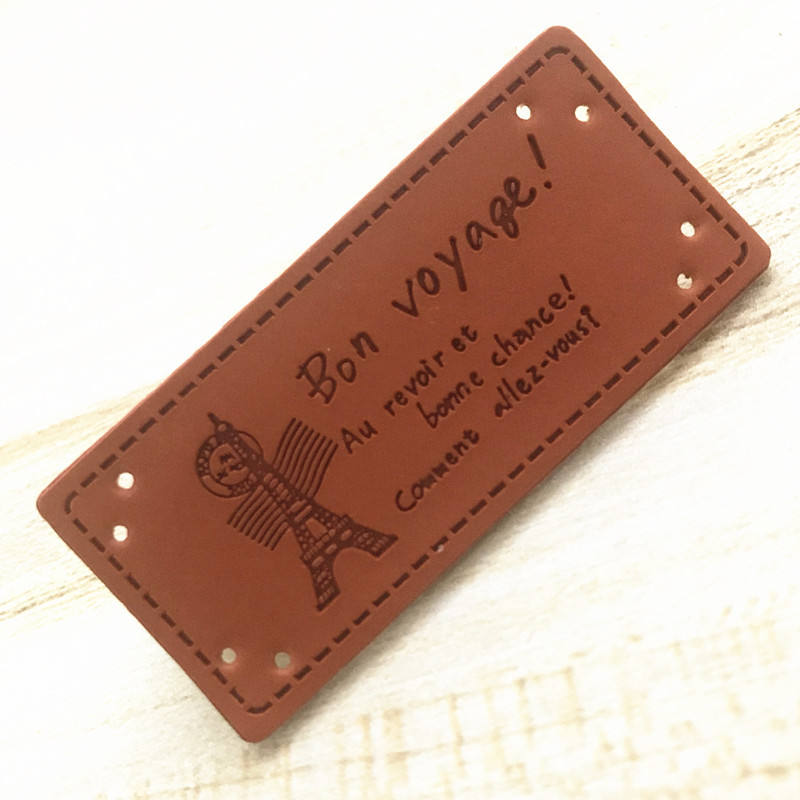 Bon voyage!
Au revoir et
bonne chance!
Comment allez-vous?